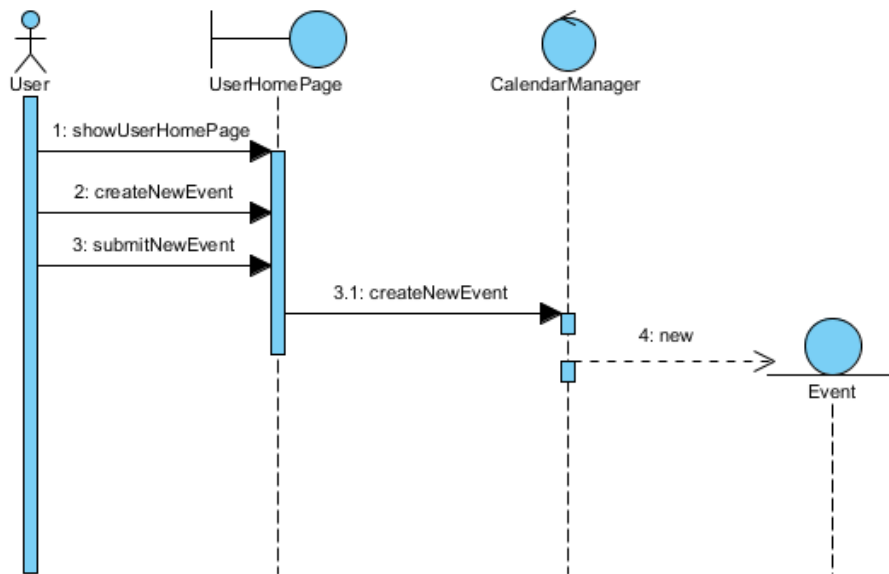 User
UserHomePage
CalendarManager
1: showUserHomePage
2: createNewEvent
3: submitNewEvent
3.1: createNewEvent
4: new
Event